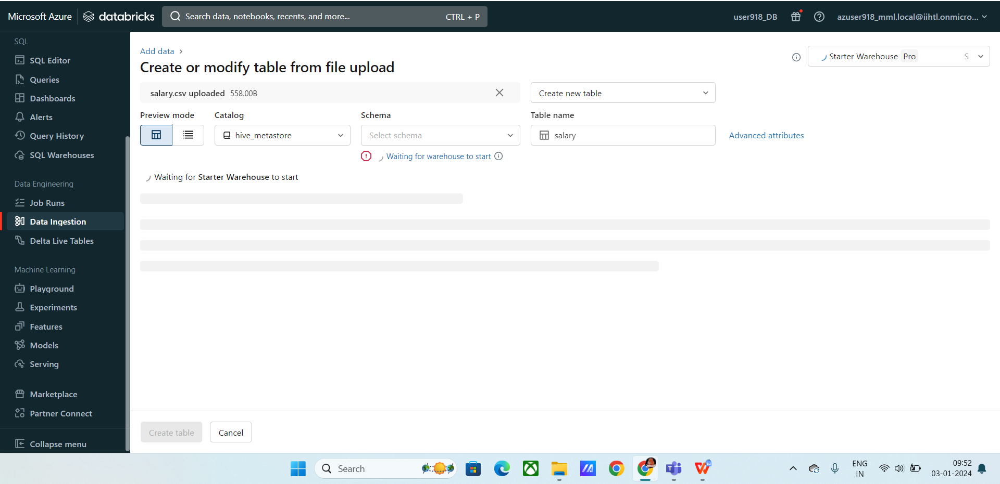 Microsoft Azure databricks Search data, notebooks, recents, and more... CTRL + P user918_DB azuser918_mml.local@iihtl.onmicro...
SQL
SQL Editor
Queries
Dashboards
Alerts
Query History
SQL Warehouses
Data Engineering
Job Runs
Data Ingestion
Delta Live Tables
Machine Learning
Playground
Experiments
Features
Models
Serving
Marketplace
Partner Connect
Collapse menu
Add data
Create or modify table from file upload
Starter Warehouse Pro S
salary.csv uploaded 558.00B
Create new table
Preview mode Catalog Schema Table name
hive_metastore Select schema salary Advanced attributes
Waiting for warehouse to start
Waiting for Starter Warehouse to start
Create table Cancel
Search
ENG
IN
09:52
03-01-2024